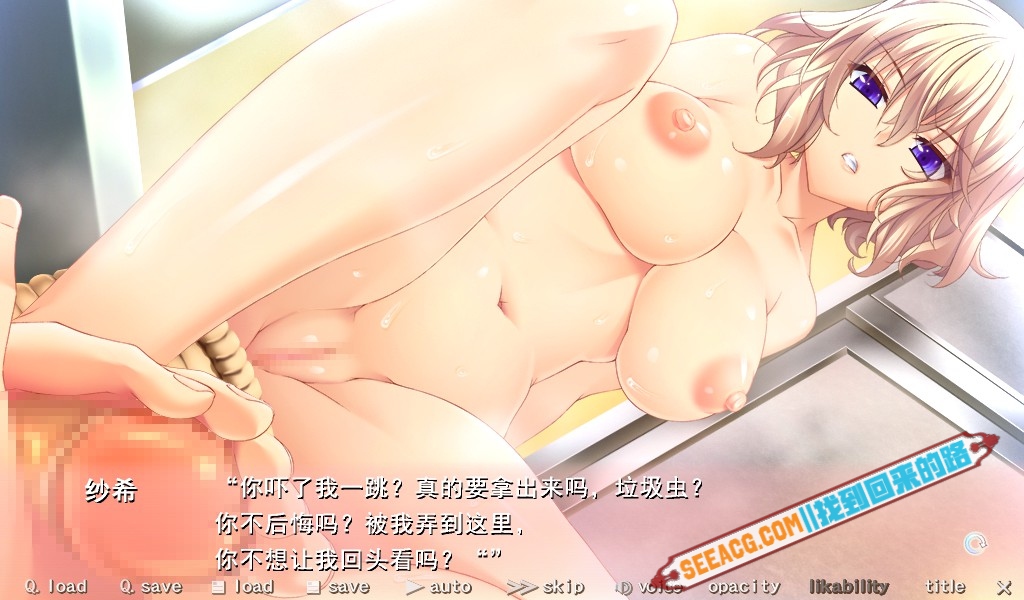 纱希
“你吓了我一跳？真的要拿出来吗，垃圾虫？
你不后悔吗？被我弄到这里，
你不想让我回头看吗？“”
SEEACG.COM||找到回来的路
Q.load Q.save load save auto skip voice opacity likability title